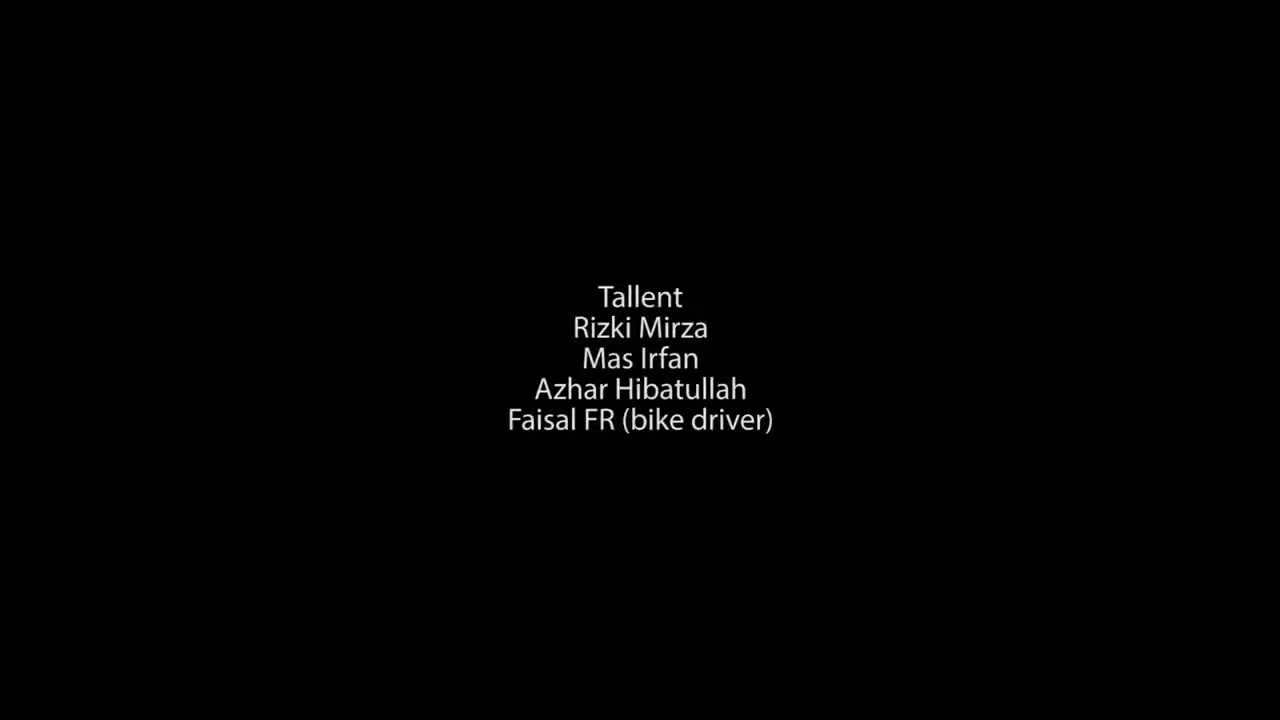 Tallent
Rizki Mirza
Mas Irfan
Azhar Hibatullah
Faisal FR (bike driver)